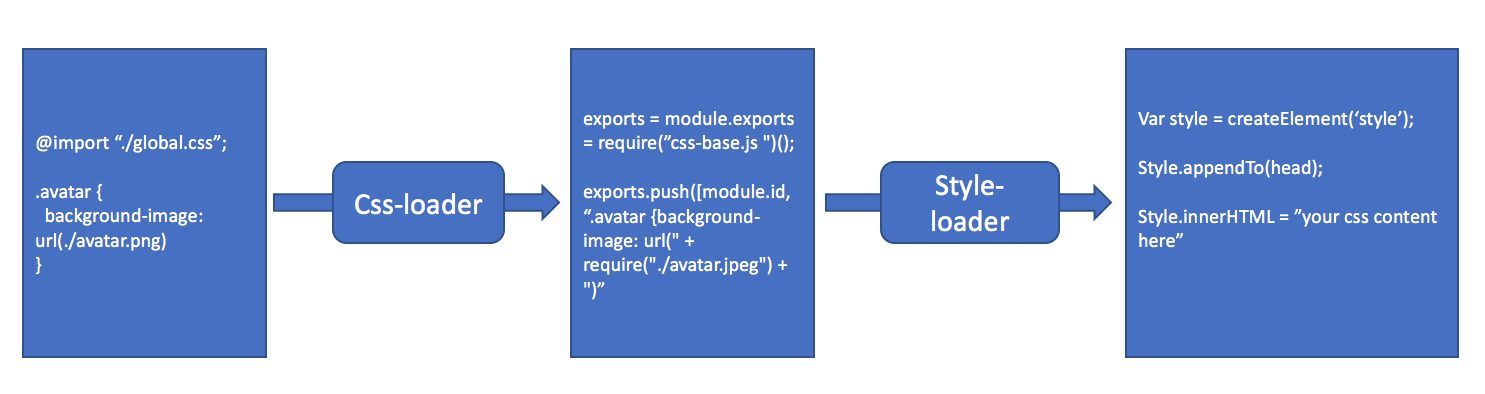 @import “./global.css”;
.avatar {
background-image:
url(./avatar.png)
}
Css-loader
exports = module.exports
= require(”css-base.js ")();
exports.push([module.id,
“.avatar {background-
image: url(" +
require("./avatar.jpeg") +
")”
Style-
loader
Var style = createElement(‘style’);
Style.appendTo(head);
Style.innerHTML = ”your css content
here”